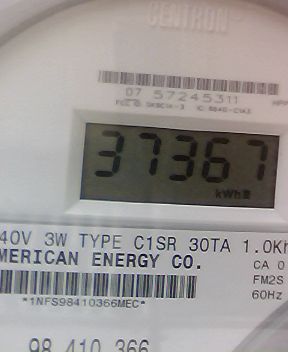 CENTRON
07 57245311
37367
kWh
40V 3W TYPE C1SR 30TA 1.0Kh
MERICAN ENERGY CO.
CA 0
FM2S
60Hz
*1NFS98410366MEC*
98 410 366